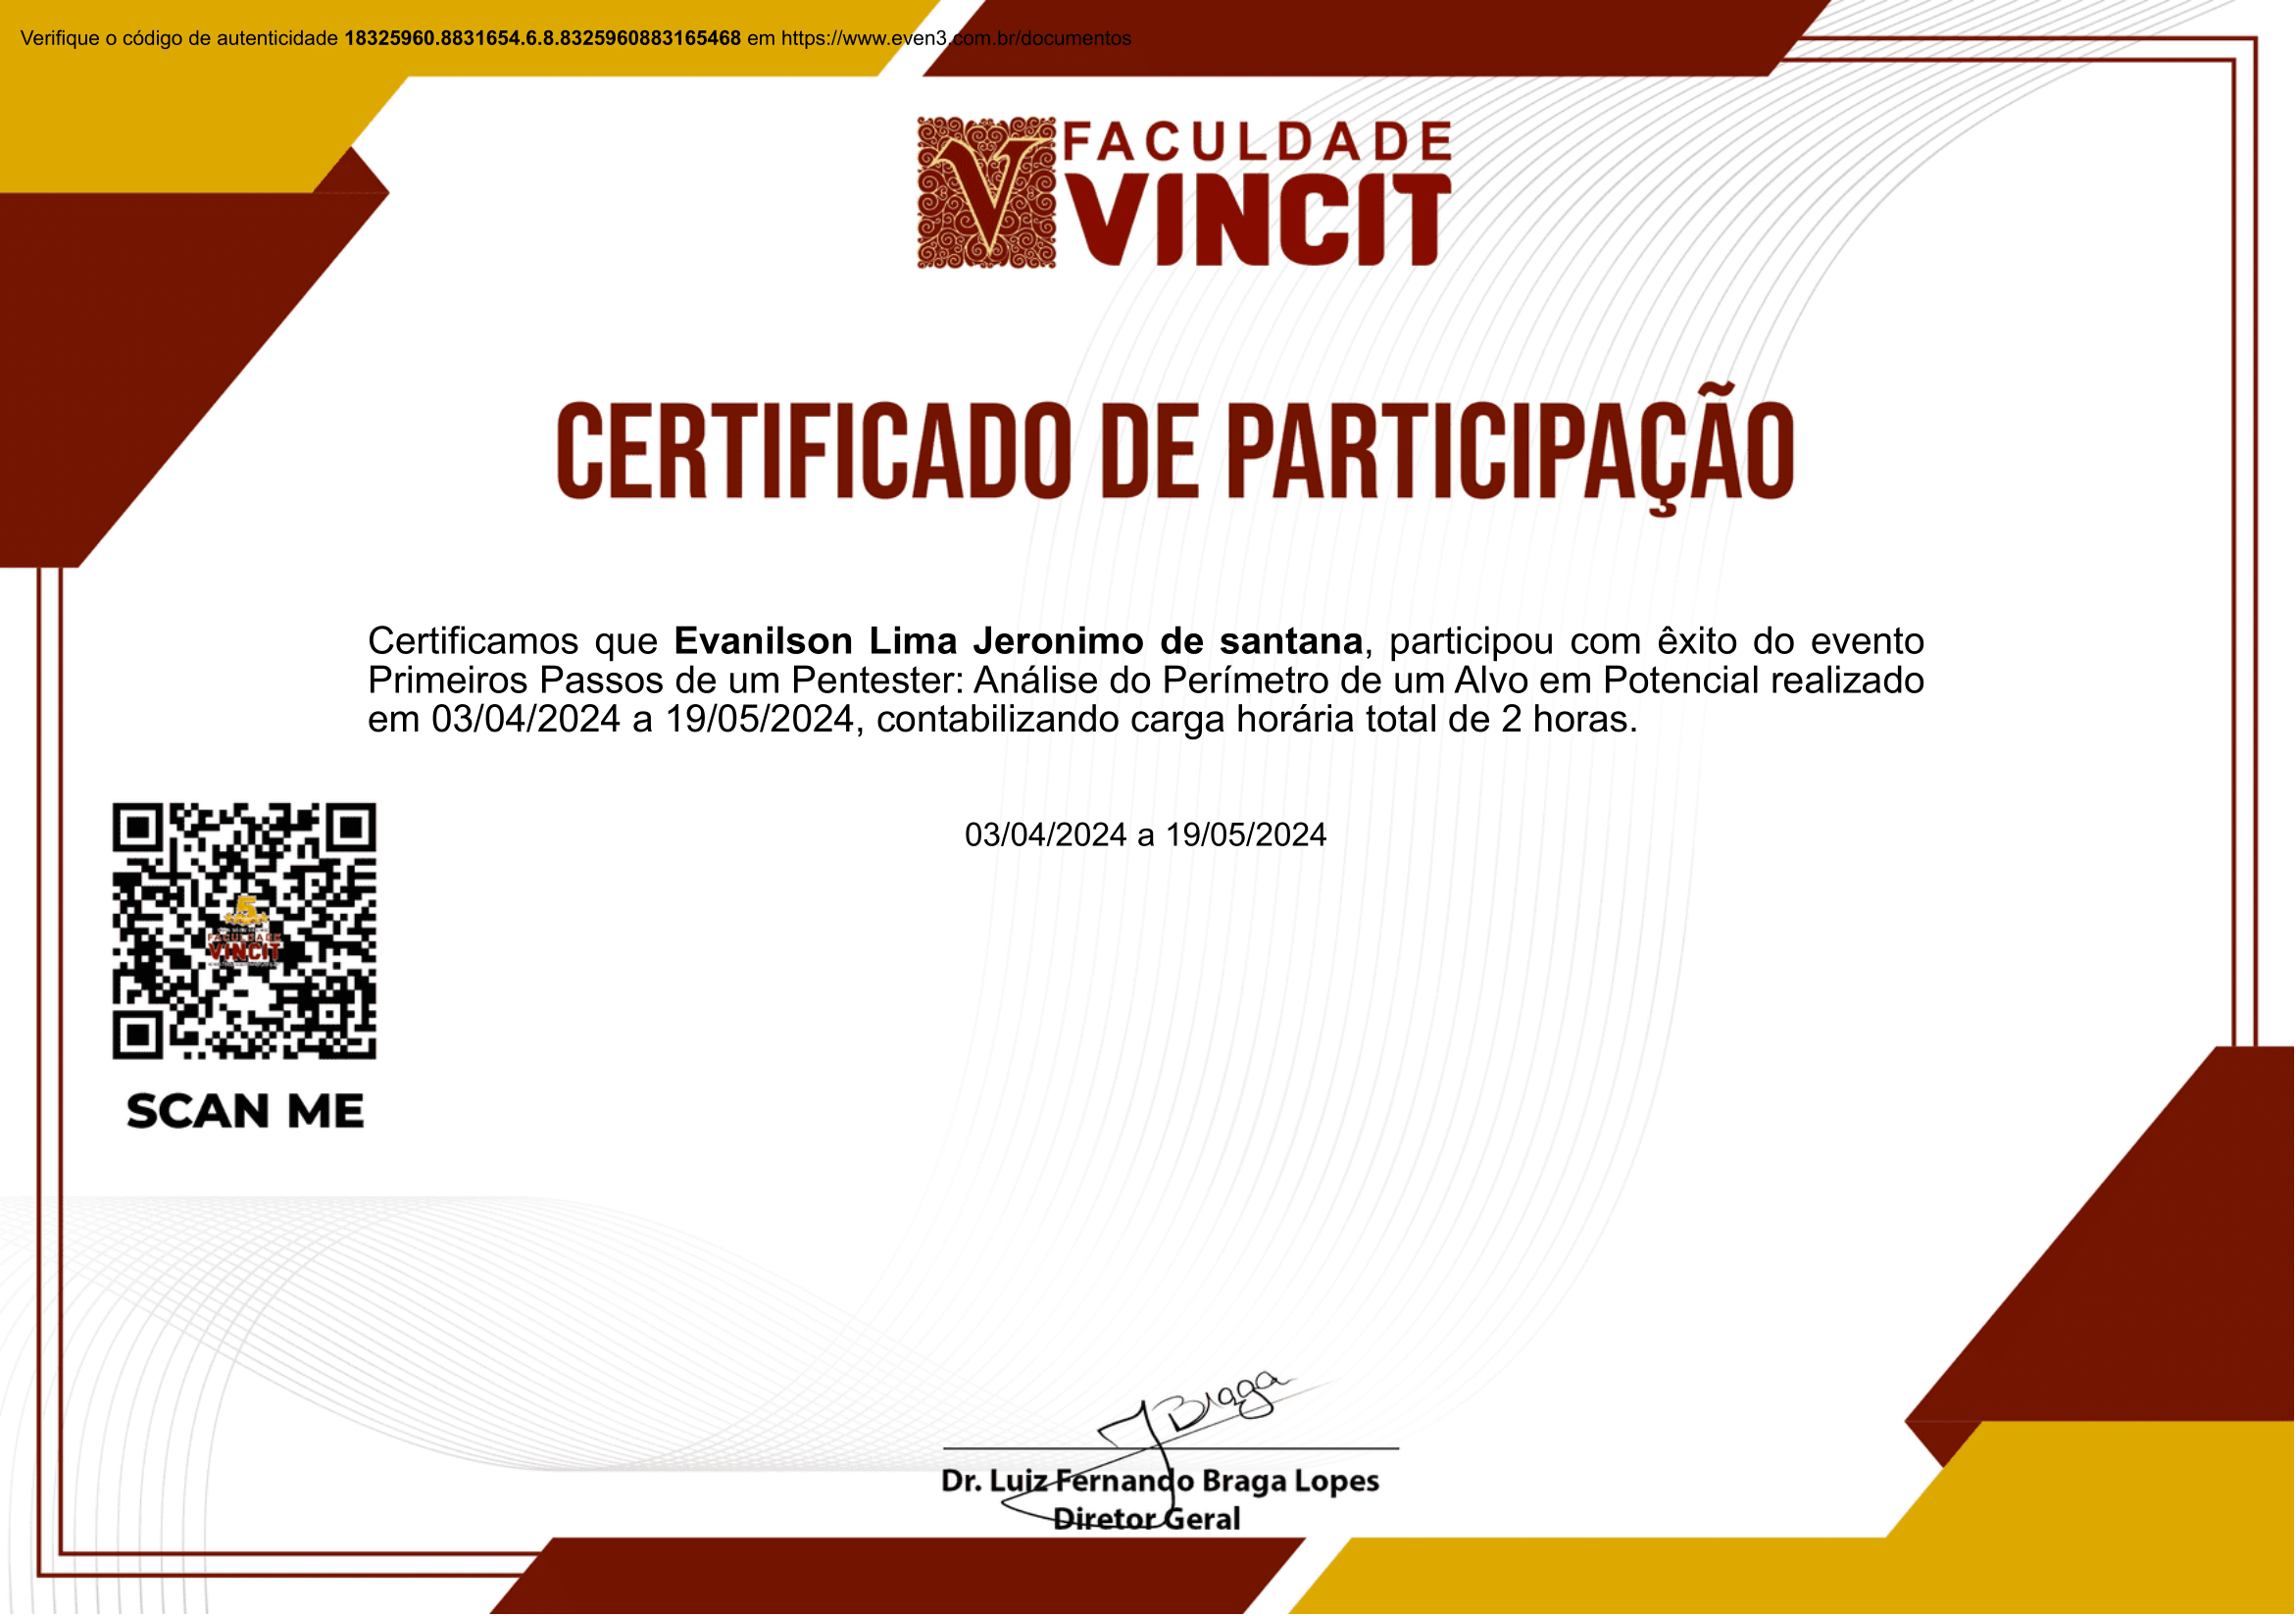 Verifique o código de autenticidade 18325960.8831654.6.8.8325960883165468 em https://www.even3.com.br/documentos
FACULDADE
VINCIT
CERTIFICADO DE PARTICIPAÇÃO
Certificamos que Evanilson Lima Jeronimo de santana, participou com êxito do evento
Primeiros Passos de um Pentester: Análise do Perímetro de um Alvo em Potencial realizado
em 03/04/2024 a 19/05/2024, contabilizando carga horária total de 2 horas.
03/04/2024 a 19/05/2024
5
FACULDADE
VINCIT
SCAN ME
Braga
Dr. Luiz Fernando Braga Lopes
Diretor Geral